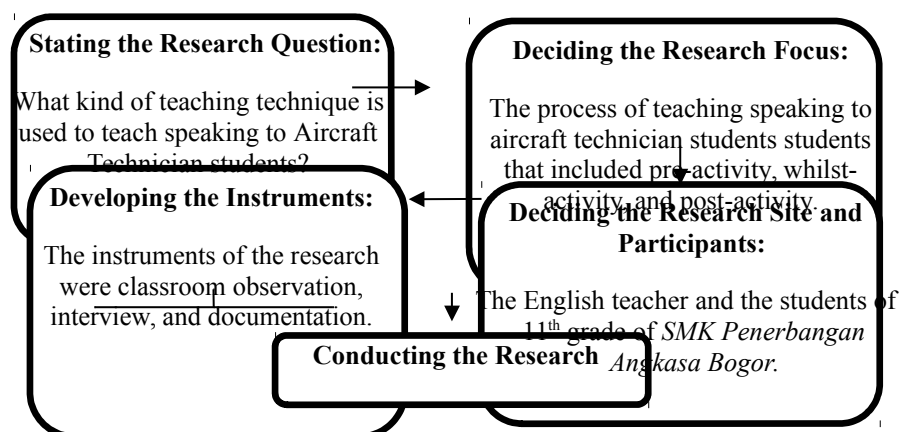 Stating the Research Question:
What kind of teaching technique is
used to teach speaking to Aircraft
Technician students?
Deciding the Research Focus:
The process of teaching speaking to
aircraft technician students students
that included pre-activity, whilst-
activity, and post-activity.
Deciding the Research Site and
Participants:
The English teacher and the students of
11th grade of SMK Penerbangan
Angkasa Bogor.
Developing the Instruments:
The instruments of the research
were classroom observation,
interview, and documentation.
Conducting the Research